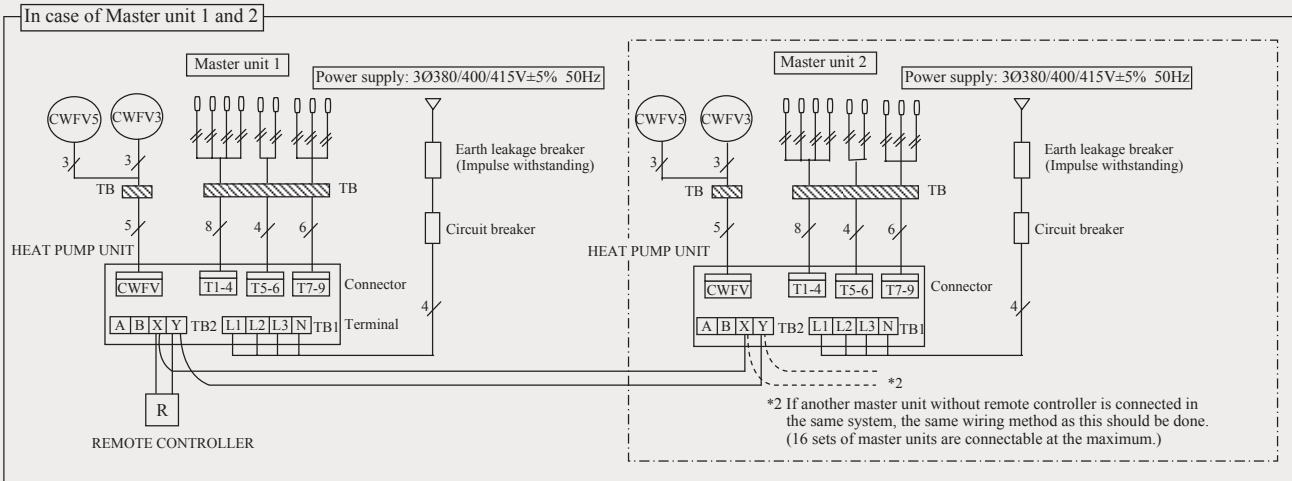 In case of Master unit 1 and 2
Master unit 1
Power supply: 3Ø380/400/415V±5% 50Hz
CWFV5
CWFV3
3
3
Earth leakage breaker
(Impulse withstanding)
TB
TB
5
8
4
6
Circuit breaker
HEAT PUMP UNIT
CWFV
T1-4
T5-6
T7-9
Connector
4
A B X Y TB2 L1 L2 L3 N TB1 Terminal
R
REMOTE CONTROLLER
Master unit 2
Power supply: 3Ø380/400/415V±5% 50Hz
CWFV5
CWFV3
3
3
Earth leakage breaker
(Impulse withstanding)
TB
TB
5
8
4
6
Circuit breaker
HEAT PUMP UNIT
CWFV
T1-4
T5-6
T7-9
Connector
4
A B X Y TB2 L1 L2 L3 N TB1
*2
*2 If another master unit without remote controller is connected in
the same system, the same wiring method as this should be done.
(16 sets of master units are connectable at the maximum.)